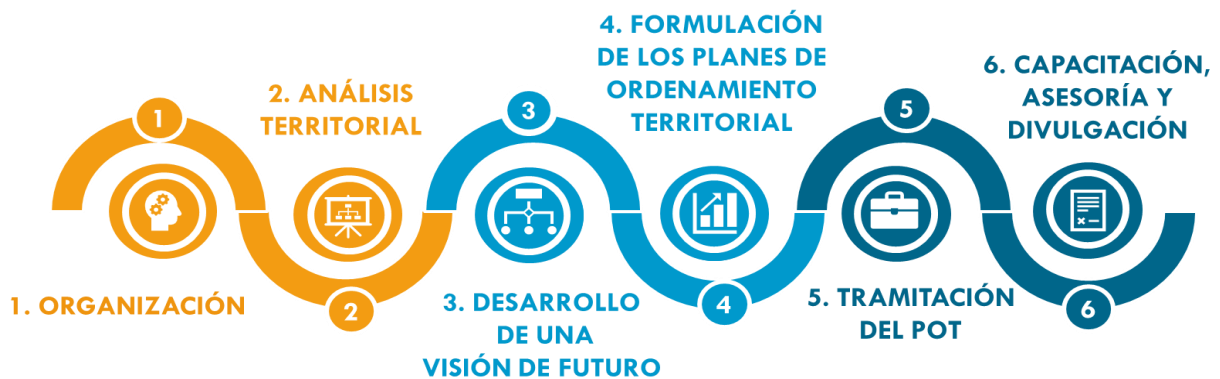 1
1. ORGANIZACIÓN
2. ANÁLISIS
TERRITORIAL
2
3
3. DESARROLLO
DE UNA
VISIÓN DE FUTURO
4. FORMULACIÓN
DE LOS PLANES DE
ORDENAMIENTO
TERRITORIAL
4
5
5. TRAMITACIÓN
DEL POT
6. CAPACITACIÓN,
ASESORÍA Y
DIVULGACIÓN
6